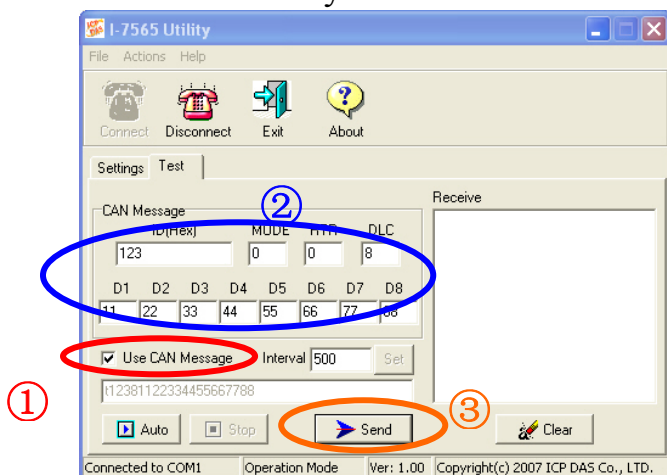 I-7565 Utility
File Actions Help
Connect Disconnect Exit About
Settings Test
CAN Message
Receive
②
ID(Hex) MODE RTR DLC
123 0 0 8
D1 D2 D3 D4 D5 D6 D7 D8
11 22 33 44 55 66 77 88
Use CAN Message Interval 500 Set
①
t12381122334455667788
③
Auto Stop Send Clear
Connected to COM1 Operation Mode Ver: 1.00 Copyright(c) 2007 ICP DAS Co., LTD.